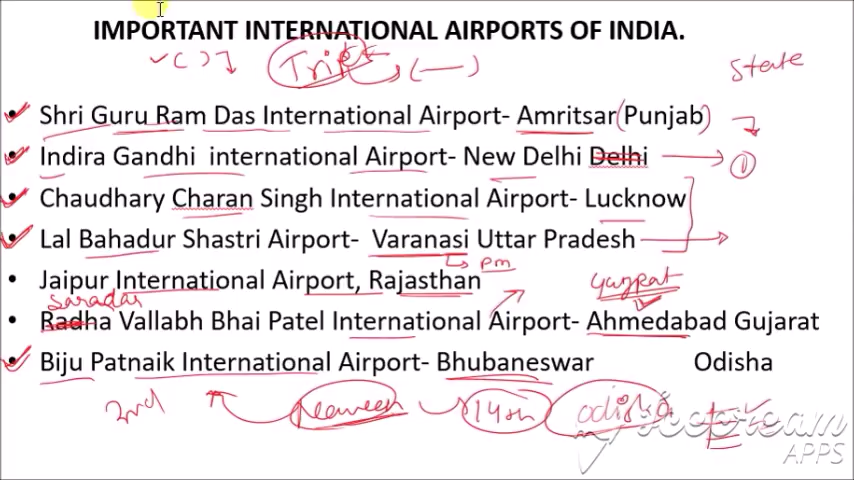 IMPORTANT INTERNATIONAL AIRPORTS OF INDIA.
Trick
State
• Shri Guru Ram Das International Airport- Amritsar (Punjab)
• Indira Gandhi international Airport- New Delhi Delhi
①
• Chaudhary Charan Singh International Airport- Lucknow
• Lal Bahadur Shastri Airport- Varanasi Uttar Pradesh
pm
• Jaipur International Airport, Rajasthan
Saradar
• Radha Vallabh Bhai Patel International Airport- Ahmedabad Gujarat
• Biju Patnaik International Airport- Bhubaneswar Odisha
2nd
14th
odisha
APPS